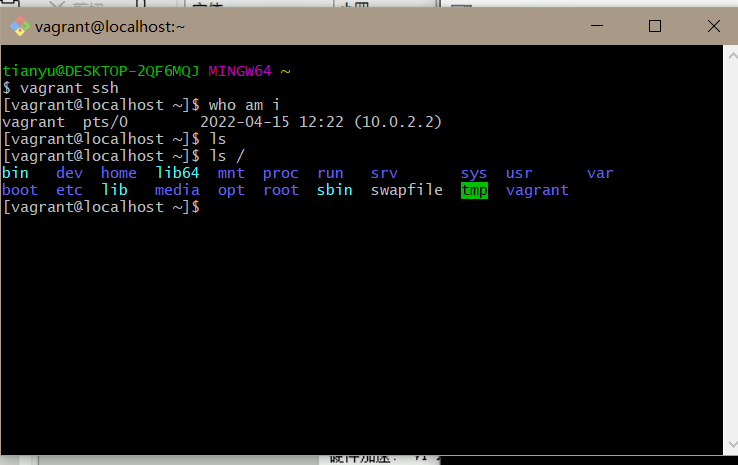 vagrant@localhost:~
tianyu@DESKTOP-2QF6MQJ MINGW64 ~
$ vagrant ssh
[vagrant@localhost ~]$ who am i
vagrant  pts/0        2022-04-15 12:22 (10.0.2.2)
[vagrant@localhost ~]$ ls
[vagrant@localhost ~]$ ls /
bin   dev  home  lib64  mnt  proc  run   srv       sys  usr      var
boot  etc  lib   media  opt  root  sbin  swapfile  tmp  vagrant
[vagrant@localhost ~]$